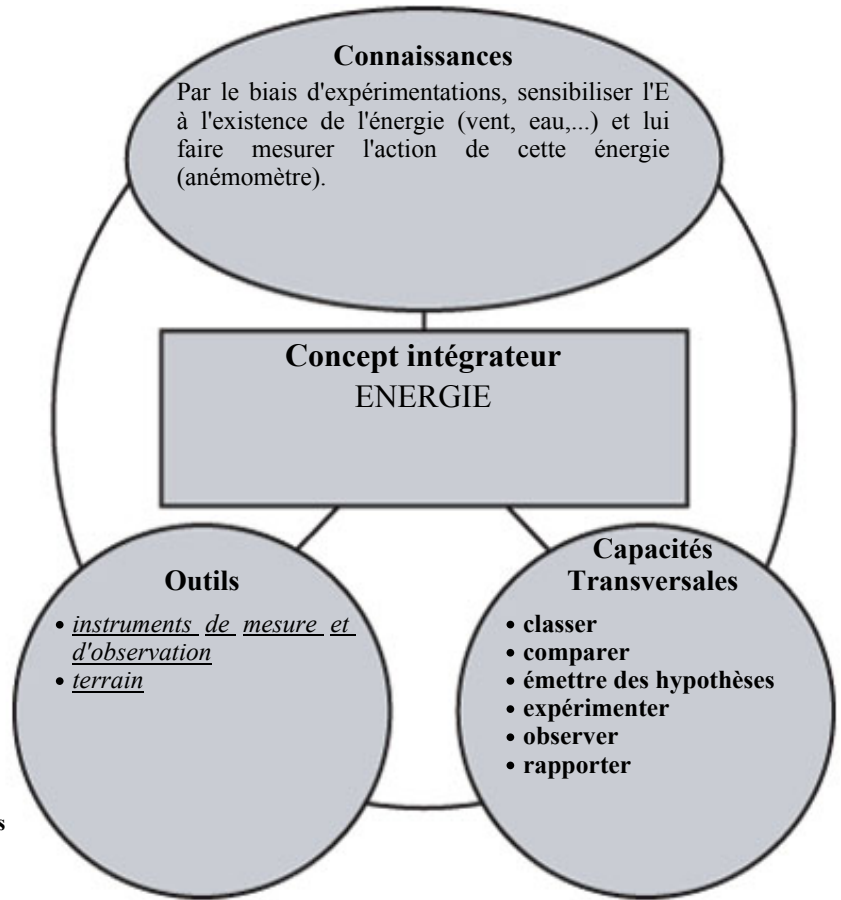 Connaissances
Par le biais d'expérimentations, sensibiliser l'E
à l'existence de l'énergie (vent, eau,...) et lui
faire mesurer l'action de cette énergie
(anémomètre).
Concept intégrateur
ENERGIE
Outils
• instruments de mesure et
d'observation
• terrain
Capacités
Transversales
• classer
• comparer
• émettre des hypothèses
• expérimenter
• observer
• rapporter
s